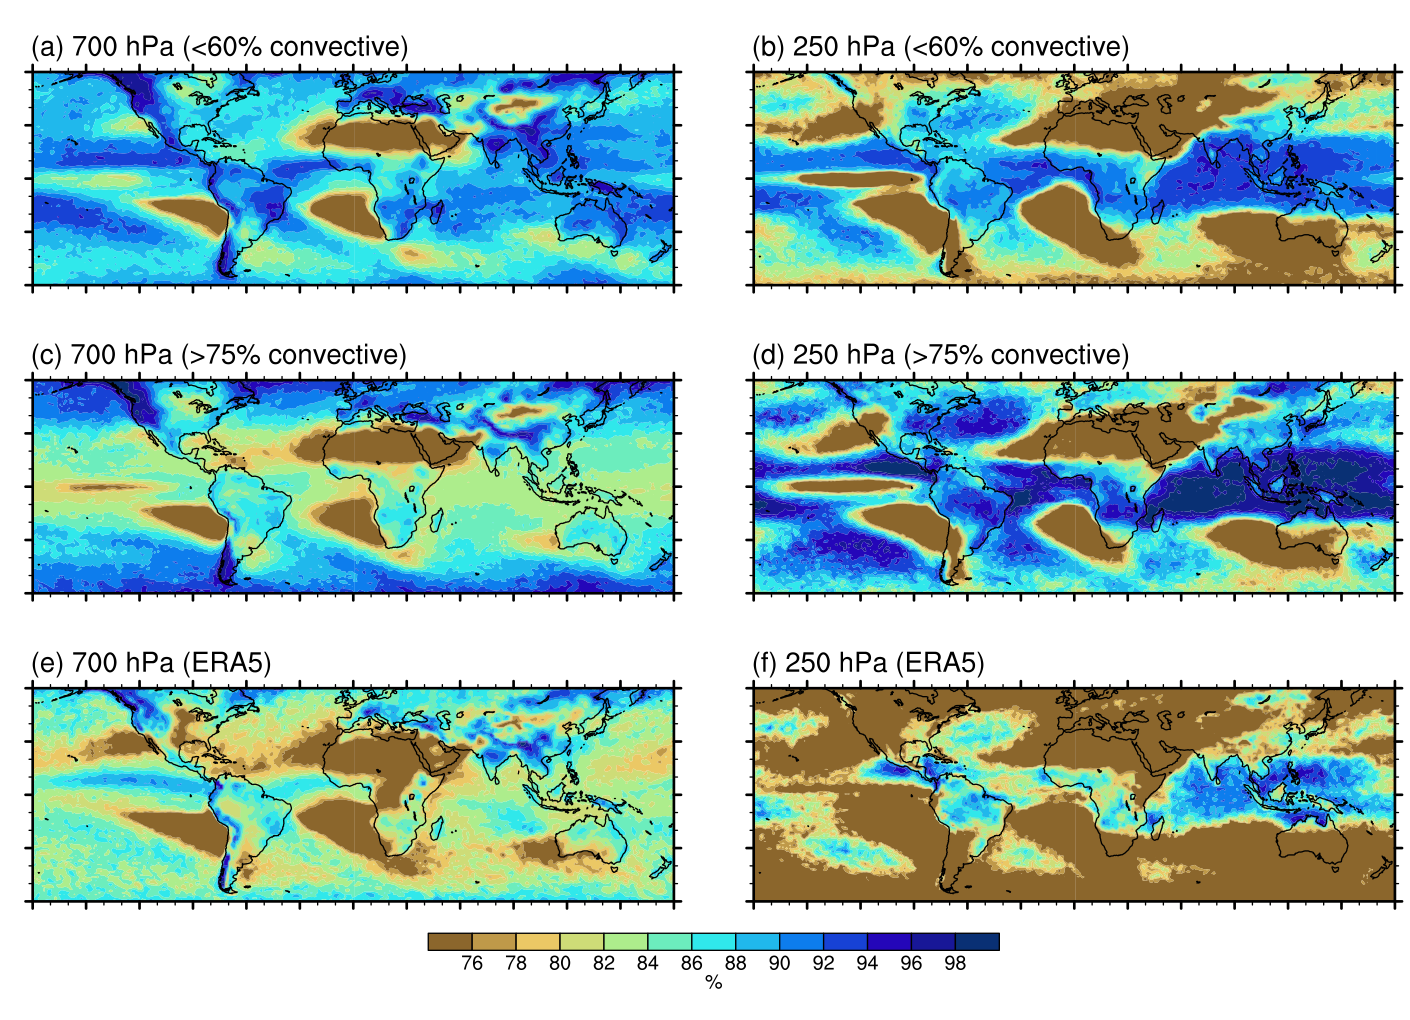 (a) 700 hPa (<60% convective)
(b) 250 hPa (<60% convective)
(c) 700 hPa (>75% convective)
(d) 250 hPa (>75% convective)
(e) 700 hPa (ERA5)
(f) 250 hPa (ERA5)
76 78 80 82 84 86 88 90 92 94 96 98
%